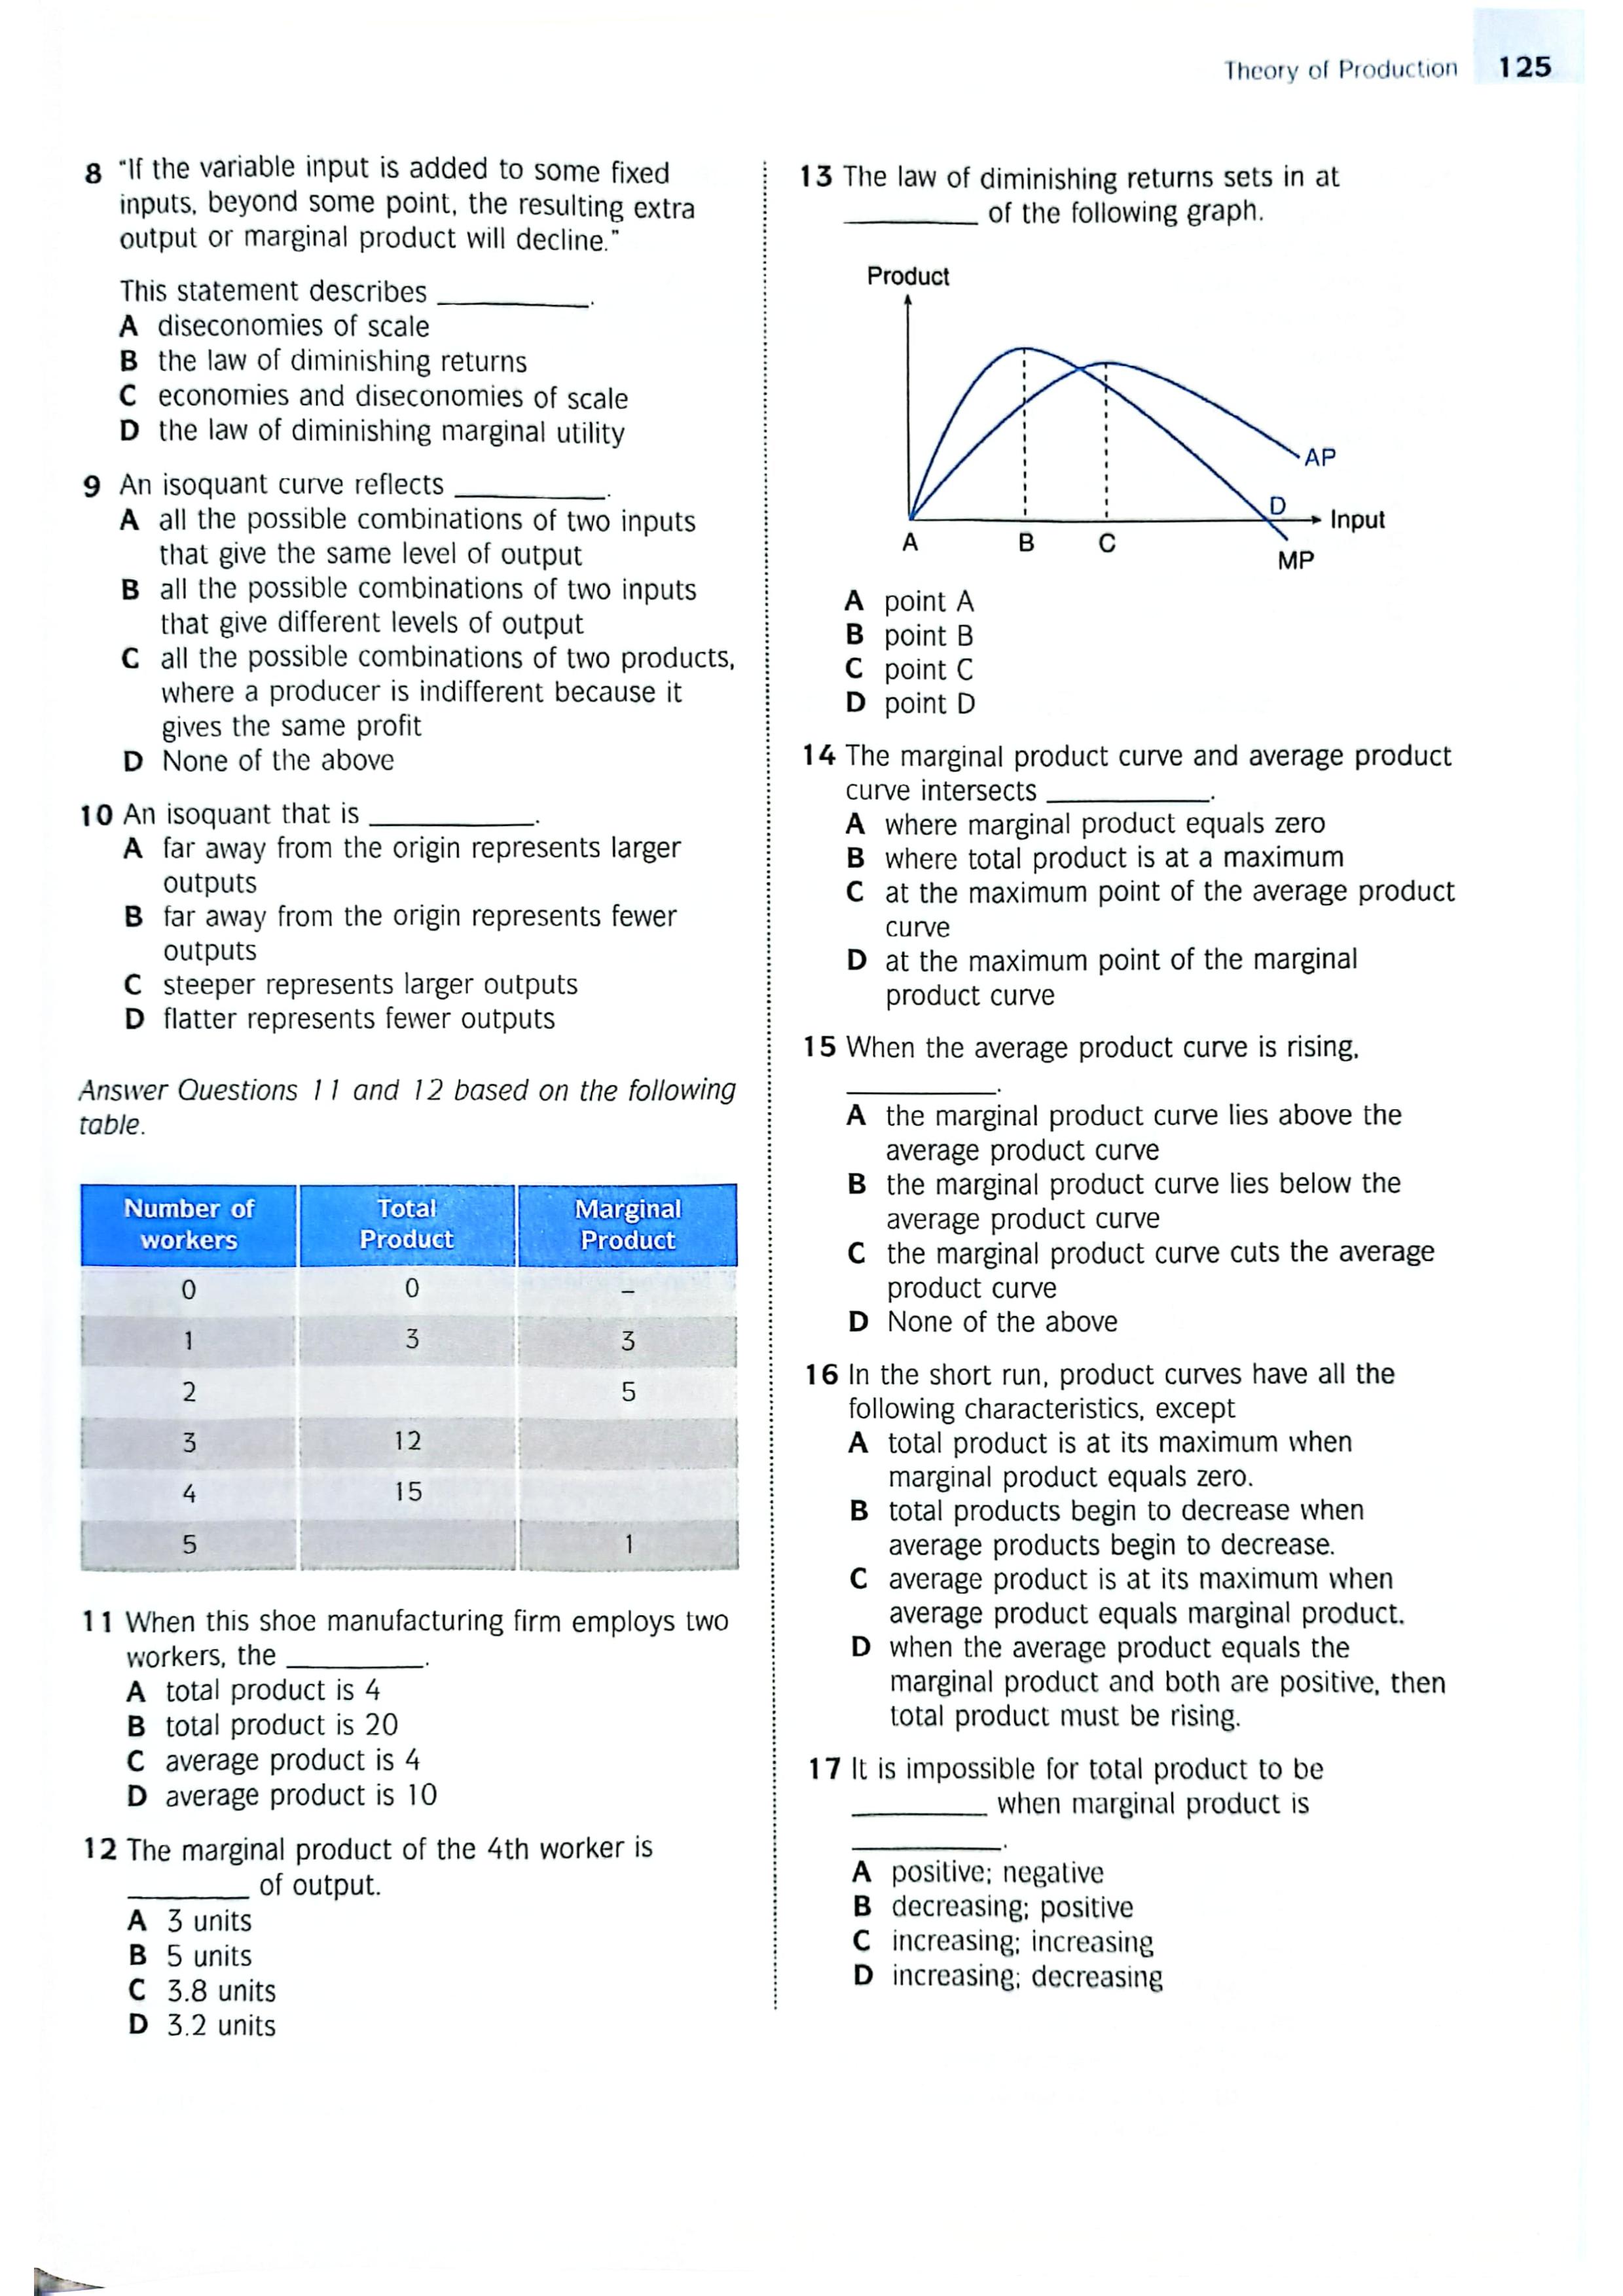 Theory of Production 125
8 "If the variable input is added to some fixed
inputs, beyond some point, the resulting extra
output or marginal product will decline."
This statement describes __________.
A diseconomies of scale
B the law of diminishing returns
C economies and diseconomies of scale
D the law of diminishing marginal utility
9 An isoquant curve reflects __________.
A all the possible combinations of two inputs
that give the same level of output
B all the possible combinations of two inputs
that give different levels of output
C all the possible combinations of two products,
where a producer is indifferent because it
gives the same profit
D None of the above
10 An isoquant that is __________.
A far away from the origin represents larger
outputs
B far away from the origin represents fewer
outputs
C steeper represents larger outputs
D flatter represents fewer outputs
Answer Questions 11 and 12 based on the following
table.
Number of workers Total Product Marginal Product
0 0 –
1 3 3
2 5
3 12
4 15
5 1
11 When this shoe manufacturing firm employs two
workers, the __________.
A total product is 4
B total product is 20
C average product is 4
D average product is 10
12 The marginal product of the 4th worker is
__________ of output.
A 3 units
B 5 units
C 3.8 units
D 3.2 units
13 The law of diminishing returns sets in at
__________ of the following graph.
Product
AP
D
Input
A B C
MP
A point A
B point B
C point C
D point D
14 The marginal product curve and average product
curve intersects __________.
A where marginal product equals zero
B where total product is at a maximum
C at the maximum point of the average product
curve
D at the maximum point of the marginal
product curve
15 When the average product curve is rising,
__________.
A the marginal product curve lies above the
average product curve
B the marginal product curve lies below the
average product curve
C the marginal product curve cuts the average
product curve
D None of the above
16 In the short run, product curves have all the
following characteristics, except
A total product is at its maximum when
marginal product equals zero.
B total products begin to decrease when
average products begin to decrease.
C average product is at its maximum when
average product equals marginal product.
D when the average product equals the
marginal product and both are positive, then
total product must be rising.
17 It is impossible for total product to be
__________ when marginal product is
__________.
A positive; negative
B decreasing; positive
C increasing; increasing
D increasing; decreasing